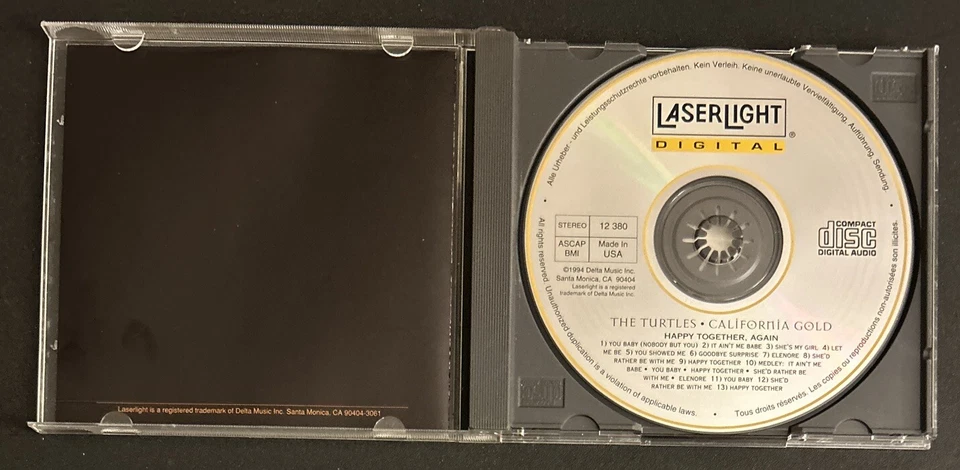 Laserlight is a registered trademark of Delta Music Inc. Santa Monica, CA 90404-3061
Alle Urheber - und Leistungsschutzrechte vorbehalten. Kein Verleih. Keine unerlaubte Vervielfältigung, Aufführung, Sendung.
LASERLIGHT ®
DIGITAL
STEREO 12 380
ASCAP BMI Made In USA
©1994 Delta Music Inc.
Santa Monica, CA 90404
Laserlight is a registered
trademark of Delta Music Inc.
COMPACT
disc
DIGITAL AUDIO
THE TURTLES • CALIFORNIA GOLD
HAPPY TOGETHER, AGAIN
1) YOU BABY (NOBODY BUT YOU) 2) IT AIN'T ME BABE 3) SHE'S MY GIRL 4) LET
ME BE 5) YOU SHOWED ME 6) GOODBYE SURPRISE 7) ELENORE 8) SHE'D
RATHER BE WITH ME 9) HAPPY TOGETHER 10) MEDLEY: IT AIN'T ME
BABE • YOU BABY • HAPPY TOGETHER • SHE'D RATHER BE
WITH ME • ELENORE 11) YOU BABY 12) SHE'D
RATHER BE WITH ME 13) HAPPY TOGETHER
All rights reserved. Unauthorized duplication is a violation of applicable laws.
• Tous droits réservés. Les copies ou reproductions non-autorisées son illicites.